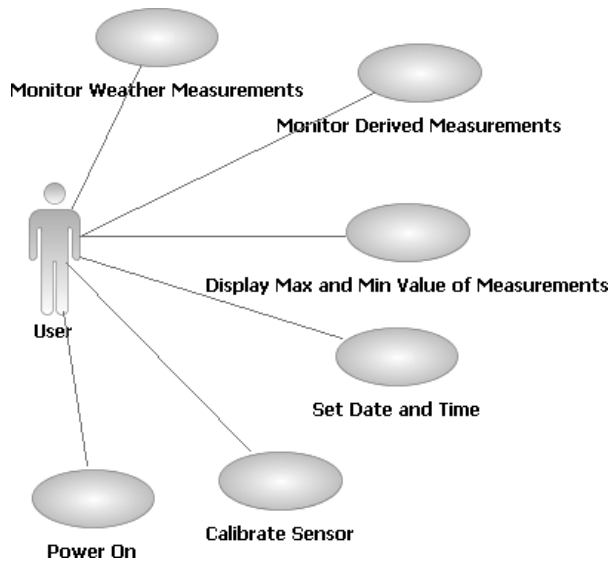 Monitor Weather Measurements
Monitor Derived Measurements
Display Max and Min Value of Measurements
User
Set Date and Time
Calibrate Sensor
Power On